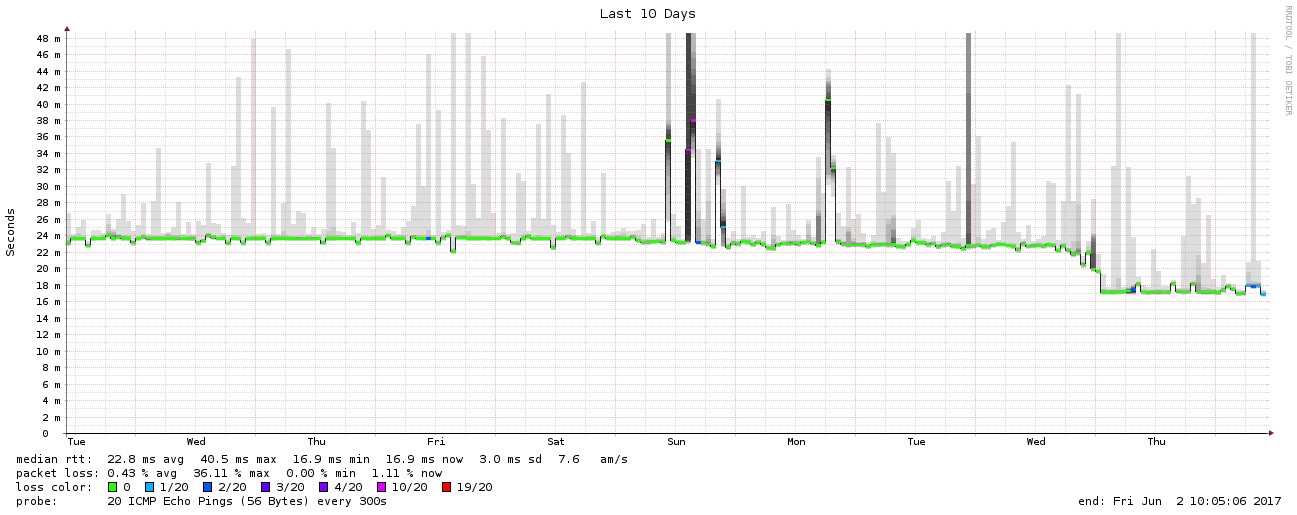 Last 10 Days
RRDTOOL / TOBI OETIKER
Seconds
48 m
46 m
44 m
42 m
40 m
38 m
36 m
34 m
32 m
30 m
28 m
26 m
24 m
22 m
20 m
18 m
16 m
14 m
12 m
10 m
8 m
6 m
4 m
2 m
0
Tue Wed Thu Fri Sat Sun Mon Tue Wed Thu
median rtt: 22.8 ms avg 40.5 ms max 16.9 ms min 16.9 ms now 3.0 ms sd 7.6 am/s
packet loss: 0.43 % avg 36.11 % max 0.00 % min 1.11 % now
loss color: 0 1/20 2/20 3/20 4/20 10/20 19/20
probe: 20 ICMP Echo Pings (56 Bytes) every 300s end: Fri Jun 2 10:05:06 2017